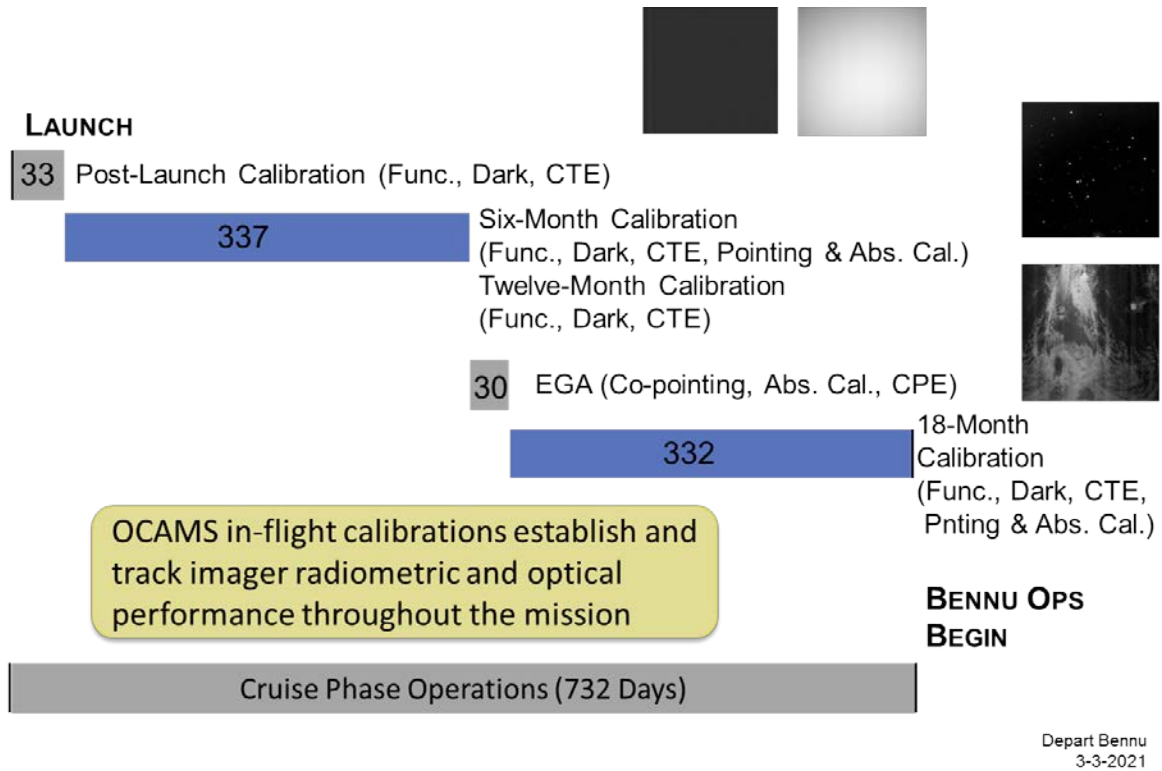 LAUNCH
33
Post-Launch Calibration (Func., Dark, CTE)
337
Six-Month Calibration
(Func., Dark, CTE, Pointing & Abs. Cal.)
Twelve-Month Calibration
(Func., Dark, CTE)
30
EGA (Co-pointing, Abs. Cal., CPE)
332
18-Month
Calibration
(Func., Dark, CTE,
Pnting & Abs. Cal.)
OCAMS in-flight calibrations establish and
track imager radiometric and optical
performance throughout the mission
BENNU OPS
BEGIN
Cruise Phase Operations (732 Days)
Depart Bennu
3-3-2021